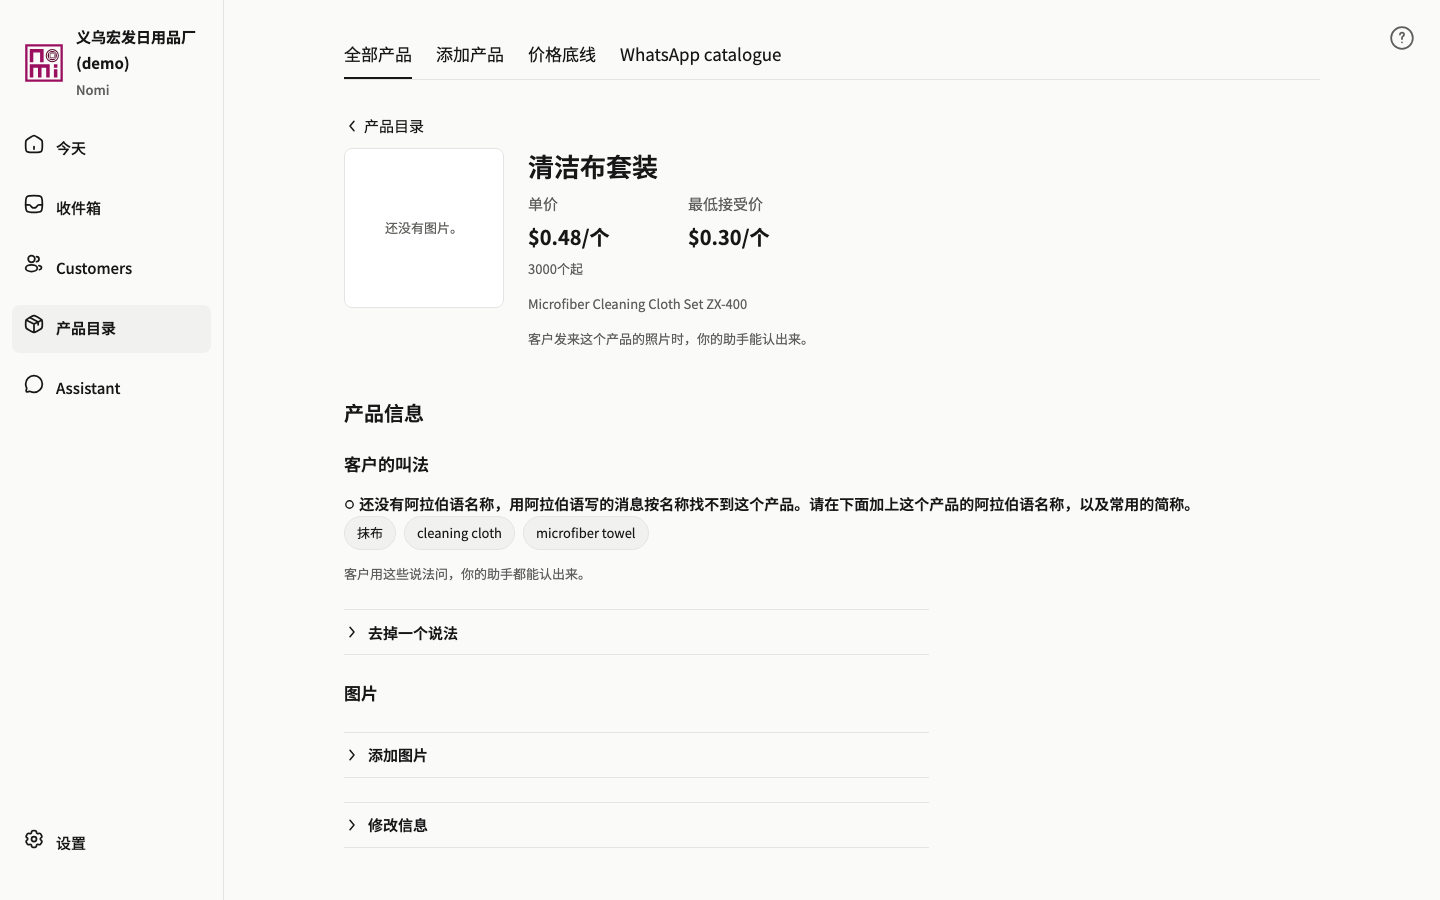 义乌宏发日用品厂
(demo)
Nomi
今天
收件箱
Customers
产品目录
Assistant
设置
全部产品 添加产品 价格底线 WhatsApp catalogue
产品目录
还没有图片。
清洁布套装
单价 最低接受价
$0.48/个 $0.30/个
3000个起
Microfiber Cleaning Cloth Set ZX-400
客户发来这个产品的照片时，你的助手能认出来。
产品信息
客户的叫法
还没有阿拉伯语名称，用阿拉伯语写的消息按名称找不到这个产品。请在下面加上这个产品的阿拉伯语名称，以及常用的简称。
抹布 cleaning cloth microfiber towel
客户用这些说法问，你的助手都能认出来。
去掉一个说法
图片
添加图片
修改信息